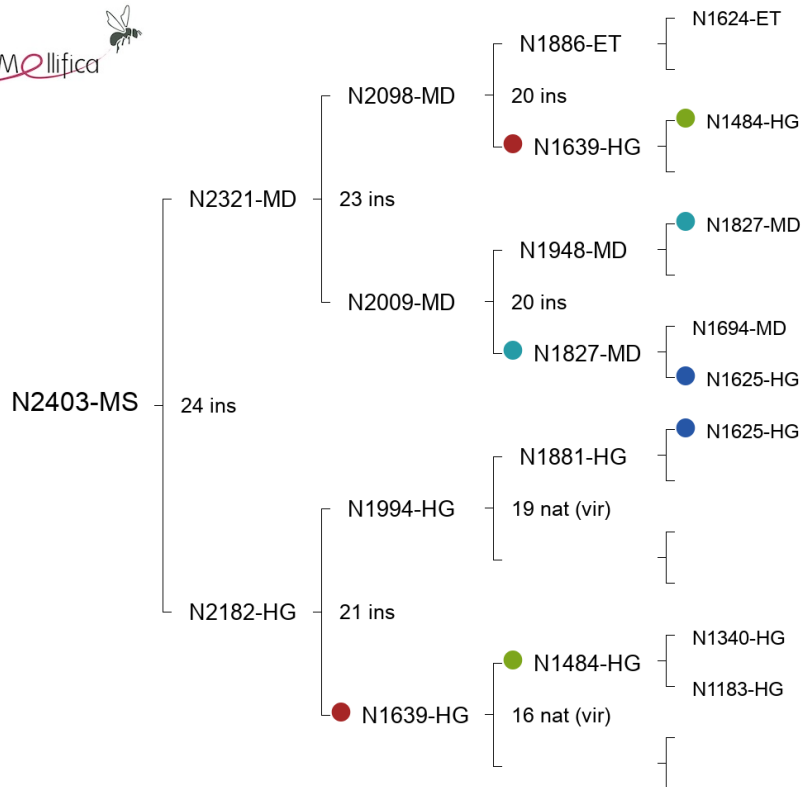 Mellifica
N1624-ET
N1886-ET
N2098-MD
20 ins
N1484-HG
N1639-HG
N2321-MD
23 ins
N1827-MD
N1948-MD
N2009-MD
20 ins
N1694-MD
N1827-MD
N1625-HG
N2403-MS
24 ins
N1625-HG
N1881-HG
N1994-HG
19 nat (vir)
N2182-HG
21 ins
N1340-HG
N1484-HG
N1183-HG
N1639-HG
16 nat (vir)